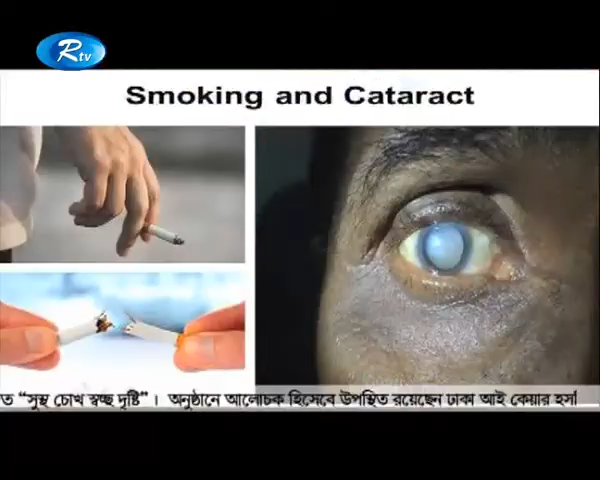 Rtv
Smoking and Cataract
ত “সুস্থ চোখ স্বচ্ছ দৃষ্টি” । অনুষ্ঠানে আলোচক হিসেবে উপস্থিত রয়েছেন ঢাকা আই কেয়ার হস